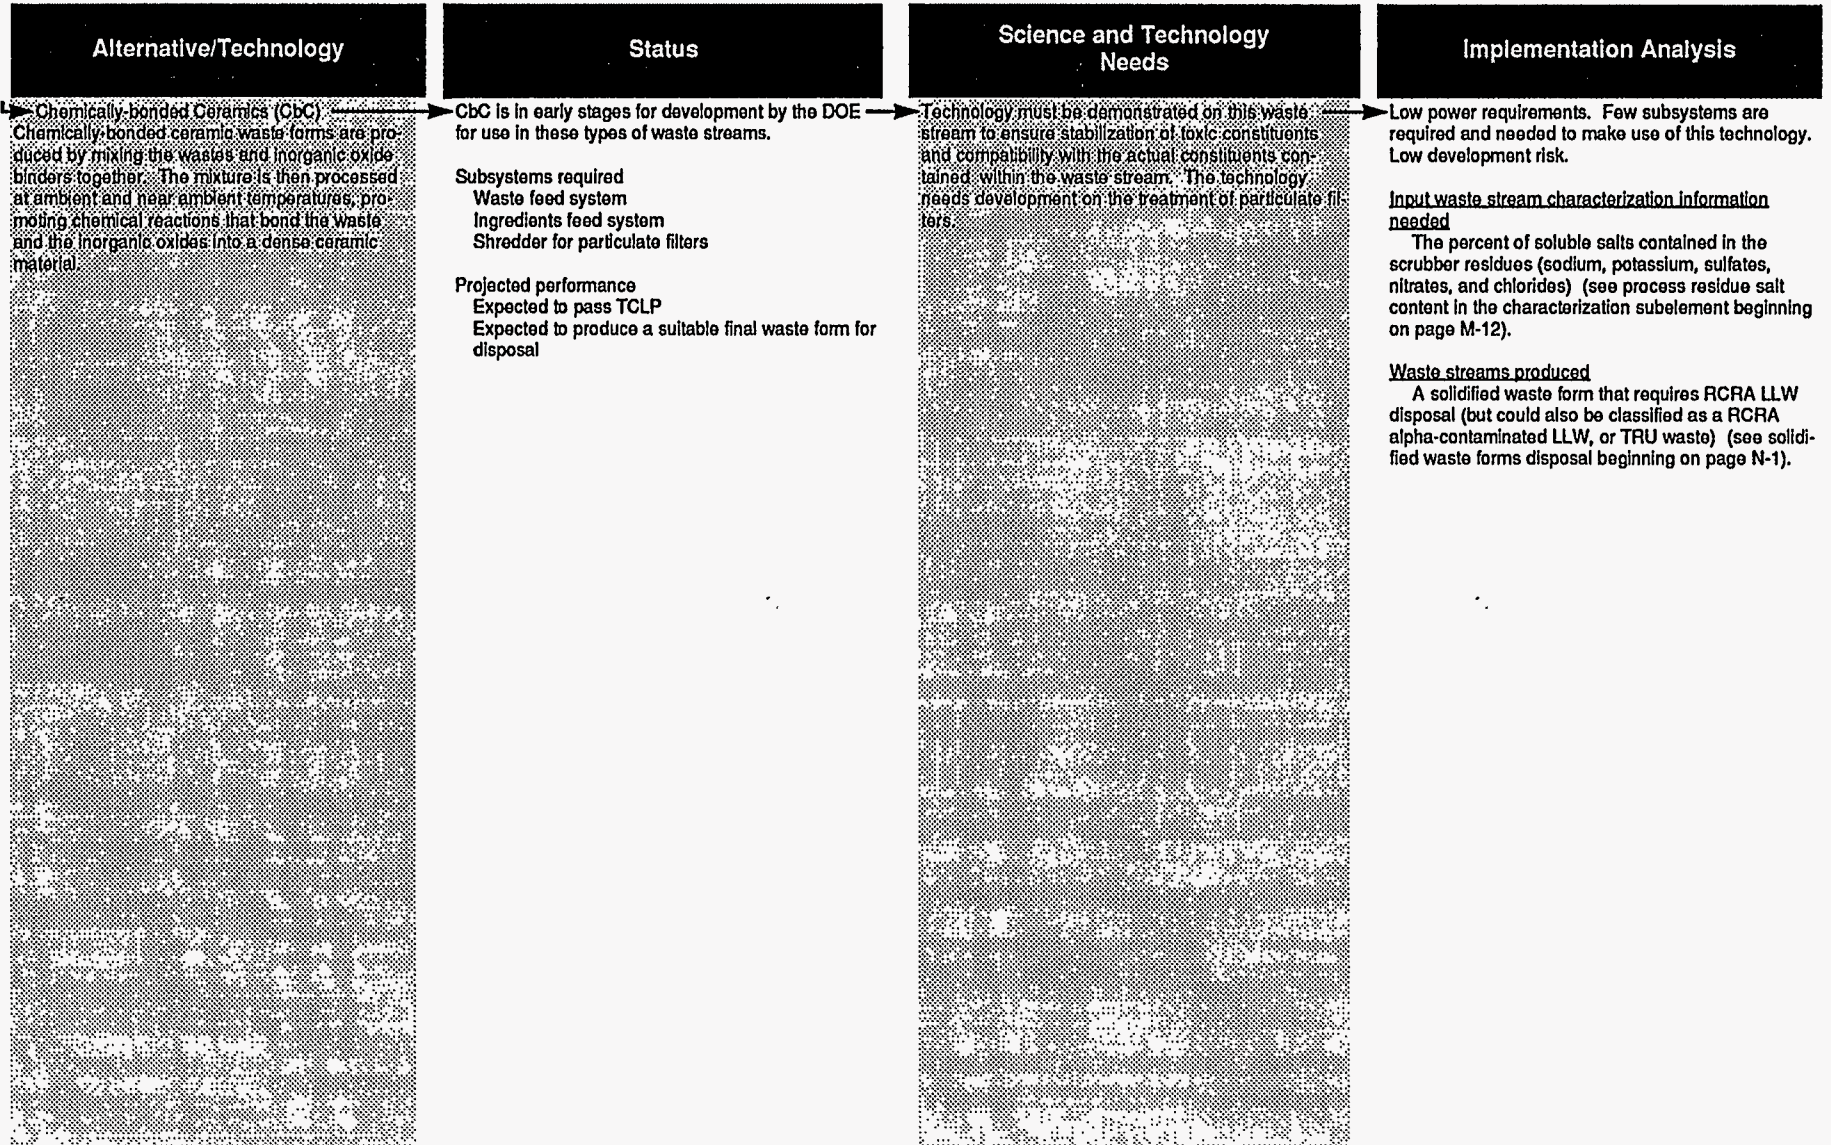 Alternative/Technology
Chemically-bonded Ceramics (CbC)
Chemically-bonded ceramic waste forms are pro-
duced by mixing the wastes and inorganic oxide
binders together. The mixture is then processed
at ambient and near ambient temperatures, pro-
moting chemical reactions that bond the waste
and the inorganic oxides into a dense ceramic
material.
Status
CbC is in early stages for development by the DOE
for use in these types of waste streams.
Subsystems required
Waste feed system
Ingredients feed system
Shredder for particulate filters
Projected performance
Expected to pass TCLP
Expected to produce a suitable final waste form for
disposal
Science and Technology
Needs
Technology must be demonstrated on this waste
stream to ensure stabilization of toxic constituents
and compatibility with the actual constituents con-
tained within the waste stream. The technology
needs development on the treatment of particulate fil-
ters.
Implementation Analysis
Low power requirements. Few subsystems are
required and needed to make use of this technology.
Low development risk.
Input waste stream characterization information
needed
The percent of soluble salts contained in the
scrubber residues (sodium, potassium, sulfates,
nitrates, and chlorides) (see process residue salt
content in the characterization subelement beginning
on page M-12).
Waste streams produced
A solidified waste form that requires RCRA LLW
disposal (but could also be classified as a RCRA
alpha-contaminated LLW, or TRU waste) (see solidi-
fied waste forms disposal beginning on page N-1).